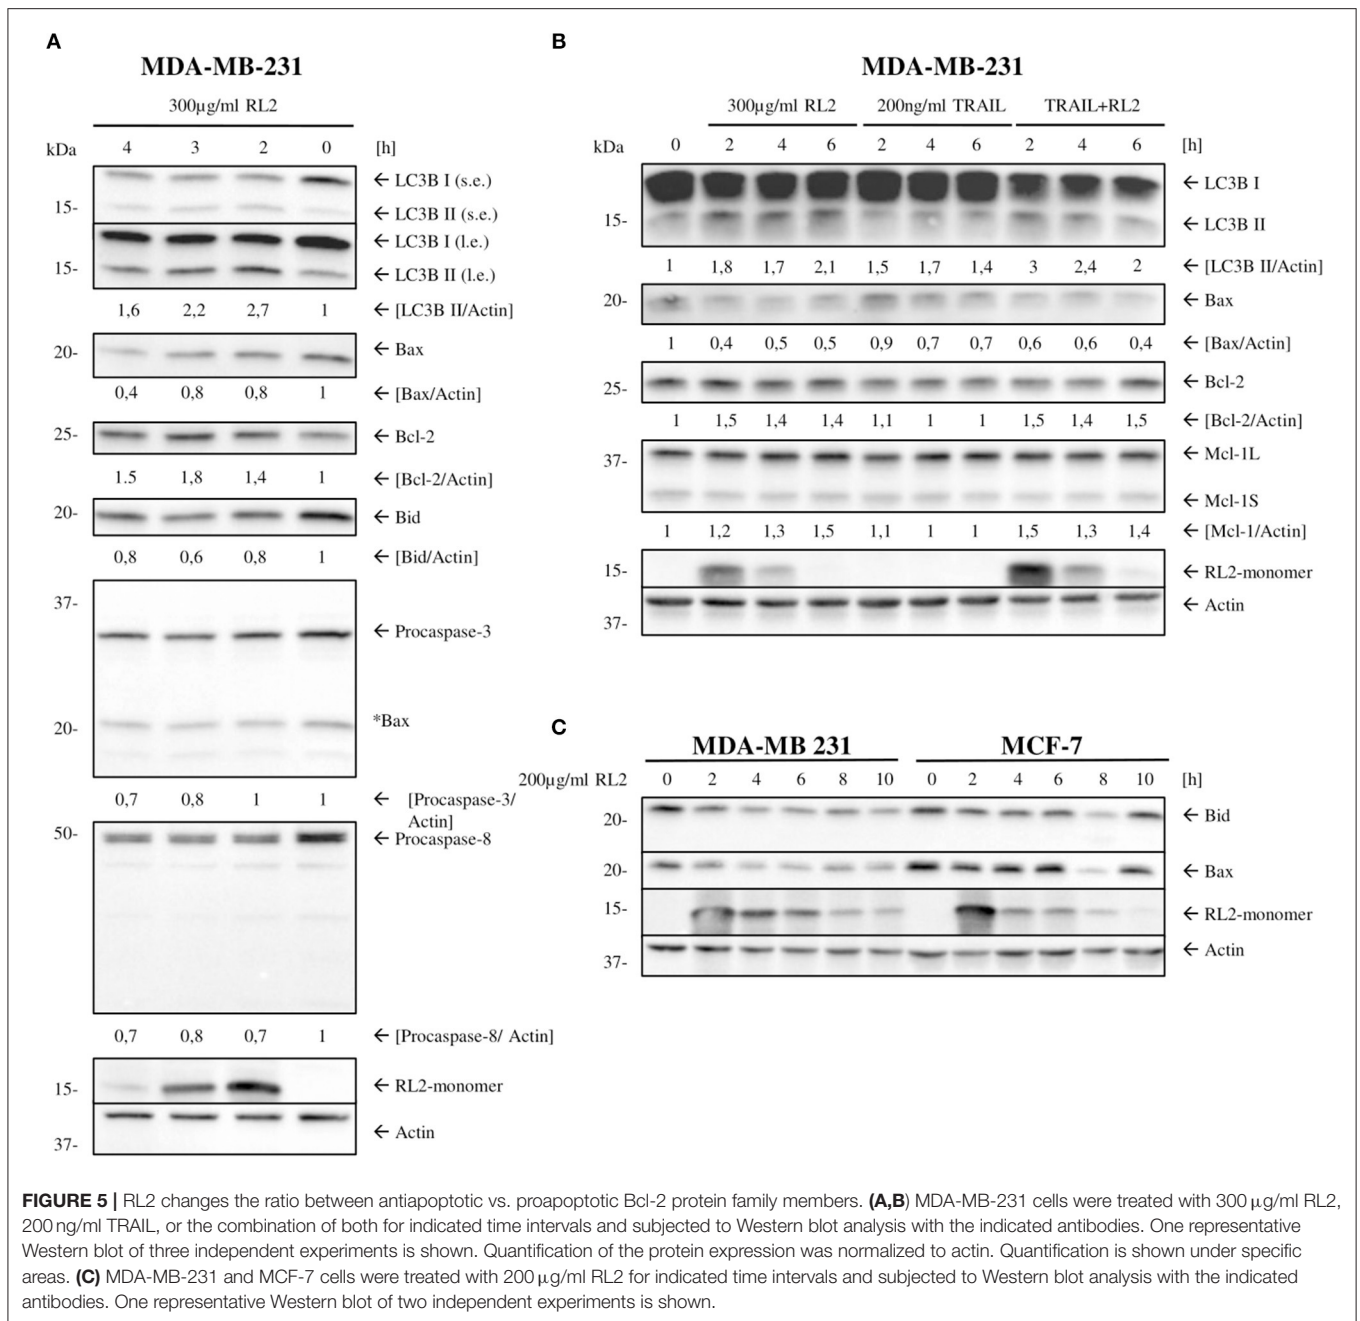 A
MDA-MB-231
300µg/ml RL2
kDa 4 3 2 0 [h]
← LC3B I (s.e.)
15- ← LC3B II (s.e.)
← LC3B I (l.e.)
15- ← LC3B II (l.e.)
1,6 2,2 2,7 1 ← [LC3B II/Actin]
20- ← Bax
0,4 0,8 0,8 1 ← [Bax/Actin]
25- ← Bcl-2
1.5 1,8 1,4 1 ← [Bcl-2/Actin]
20- ← Bid
0,8 0,6 0,8 1 ← [Bid/Actin]
37-
← Procaspase-3
20- *Bax
0,7 0,8 1 1 ← [Procaspase-3/
Actin]
50- ← Procaspase-8
0,7 0,8 0,7 1 ← [Procaspase-8/ Actin]
15- ← RL2-monomer
← Actin
37-
B
MDA-MB-231
300µg/ml RL2 200ng/ml TRAIL TRAIL+RL2
kDa 0 2 4 6 2 4 6 2 4 6 [h]
← LC3B I
15- ← LC3B II
1 1,8 1,7 2,1 1,5 1,7 1,4 3 2,4 2 ← [LC3B II/Actin]
20- ← Bax
1 0,4 0,5 0,5 0,9 0,7 0,7 0,6 0,6 0,4 ← [Bax/Actin]
25- ← Bcl-2
1 1,5 1,4 1,4 1,1 1 1 1,5 1,4 1,5 ← [Bcl-2/Actin]
37- ← Mcl-1L
← Mcl-1S
1 1,2 1,3 1,5 1,1 1 1 1,5 1,3 1,4 ← [Mcl-1/Actin]
15- ← RL2-monomer
← Actin
37-
C
MDA-MB 231 MCF-7
200µg/ml RL2 0 2 4 6 8 10 0 2 4 6 8 10 [h]
20- ← Bid
20- ← Bax
15- ← RL2-monomer
← Actin
37-
FIGURE 5 | RL2 changes the ratio between antiapoptotic vs. proapoptotic Bcl-2 protein family members. (A,B) MDA-MB-231 cells were treated with 300 µg/ml RL2,
200 ng/ml TRAIL, or the combination of both for indicated time intervals and subjected to Western blot analysis with the indicated antibodies. One representative
Western blot of three independent experiments is shown. Quantification of the protein expression was normalized to actin. Quantification is shown under specific
areas. (C) MDA-MB-231 and MCF-7 cells were treated with 200 µg/ml RL2 for indicated time intervals and subjected to Western blot analysis with the indicated
antibodies. One representative Western blot of two independent experiments is shown.